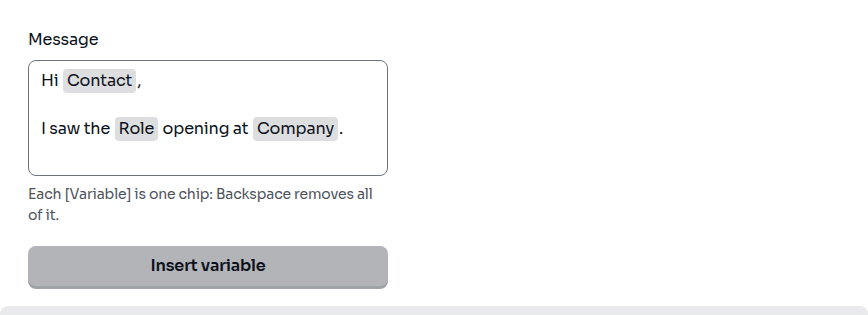 Message
Hi Contact,
I saw the Role opening at Company.
Each [Variable] is one chip: Backspace removes all
of it.
Insert variable